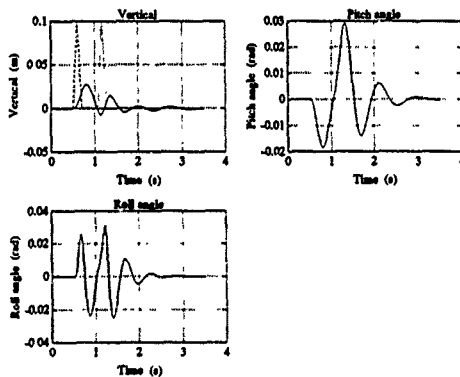 Vertical
0.1
0 05
0
-0.05
0 1 2 3 4
Vertical (m)
Time (s)
Pitch angle
0.03
0.02
0.01
0
-0.01
-0.02
0 1 2 3 4
Pitch angle (rad)
Time (s)
Roll angle
0.04
0.02
0
-0.02
0 04
0 1 2 3 4
Roll angle (rad)
Time (s)